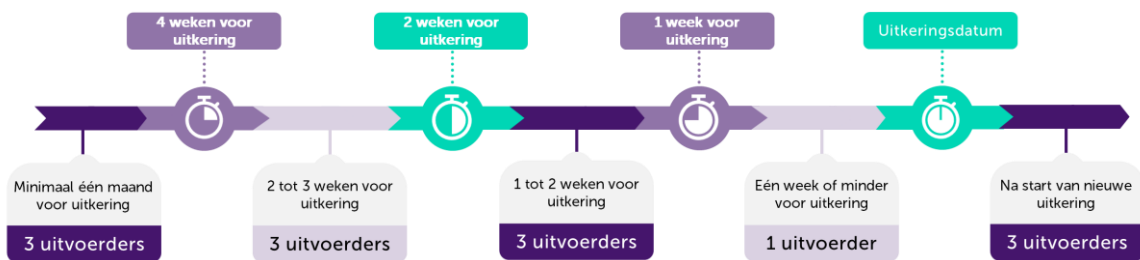 4 weken voor
uitkering
2 weken voor
uitkering
1 week voor
uitkering
Uitkeringsdatum
Minimaal één maand
voor uitkering
3 uitvoerders
2 tot 3 weken voor
uitkering
3 uitvoerders
1 tot 2 weken voor
uitkering
3 uitvoerders
Eén week of minder
voor uitkering
1 uitvoerder
Na start van nieuwe
uitkering
3 uitvoerders